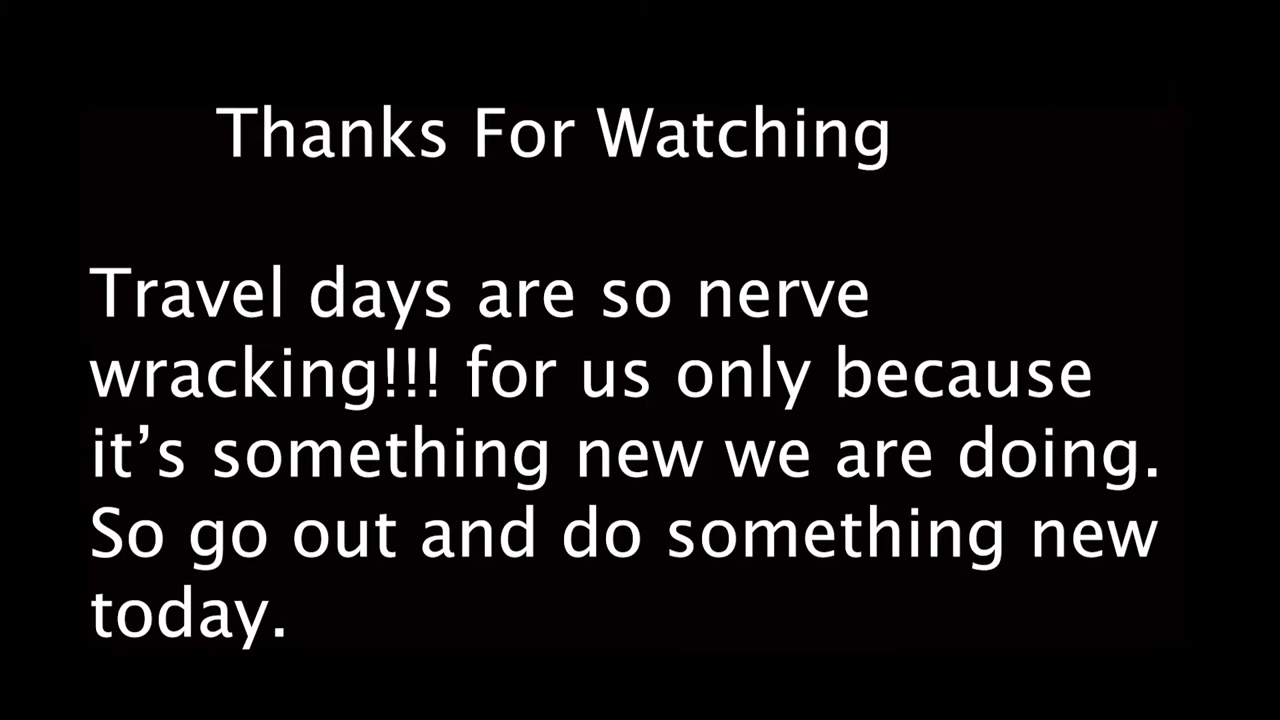 Thanks For Watching
Travel days are so nerve
wracking!!! for us only because
it’s something new we are doing.
So go out and do something new
today.